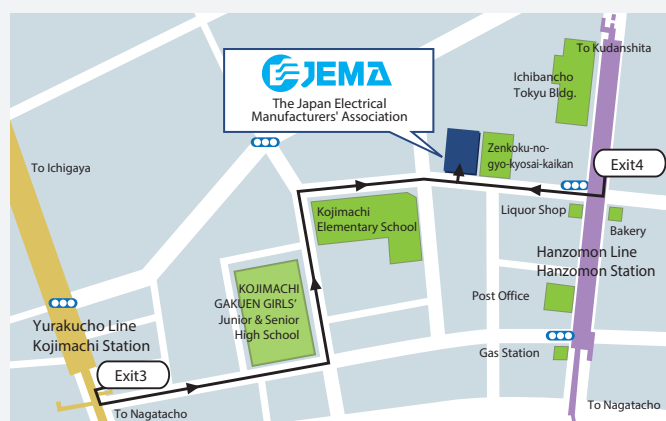 To Kudanshita
JEMA
The Japan Electrical
Manufacturers' Association
Ichibancho
Tokyu Bldg.
Zenkoku-no-
gyo-kyosai-kaikan
Exit4
To Ichigaya
Liquor Shop
Bakery
Kojimachi
Elementary School
Hanzomon Line
Hanzomon Station
KOJIMACHI
GAKUEN GIRLS'
Junior & Senior
High School
Post Office
Yurakucho Line
Kojimachi Station
Gas Station
Exit3
To Nagatacho
To Nagatacho